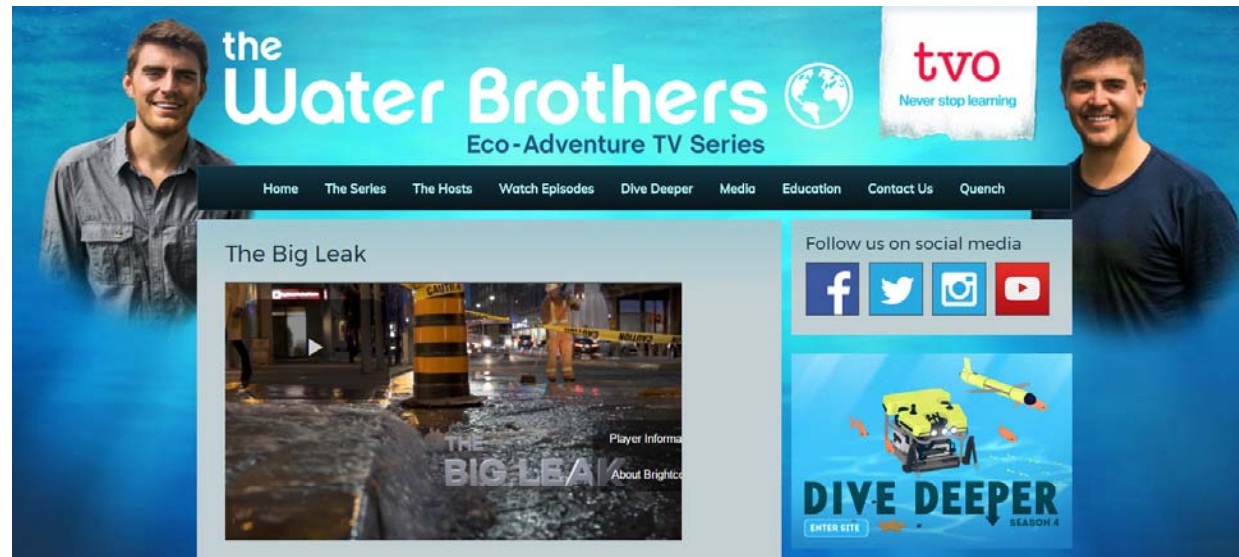 the
Water Brothers
Eco-Adventure TV Series
tvo
Never stop learning
Home The Series The Hosts Watch Episodes Dive Deeper Media Education Contact Us Quench
The Big Leak
CAUTION
CAUTION
THE
BIG LEAK
Player Informa
About Brightco
Follow us on social media
DIVE DEEPER
SEASON 4
ENTER SITE